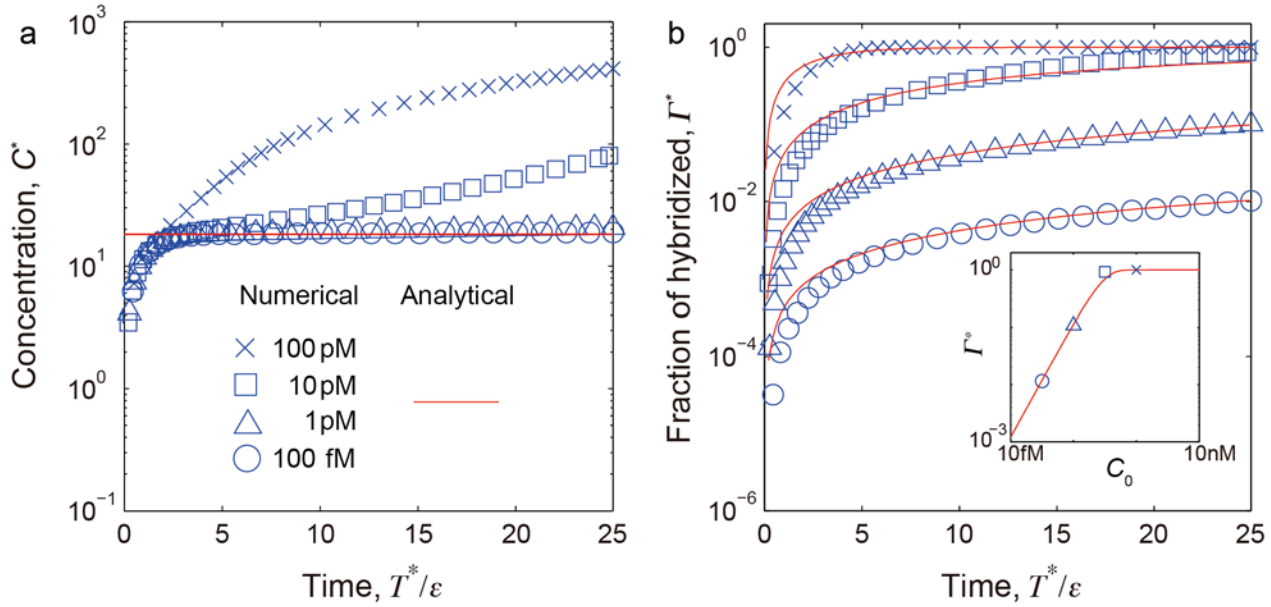 a
10^3
10^2
10^1
10^0
10^-1
Concentration, C*
Numerical Analytical
100 pM
10 pM
1 pM
100 fM
0 5 10 15 20 25
Time, T*/ε
b
10^0
10^-2
10^-4
10^-6
Fraction of hybridized, Γ*
10^0
10^-3
Γ*
10fM 10nM
C_0
0 5 10 15 20 25
Time, T*/ε